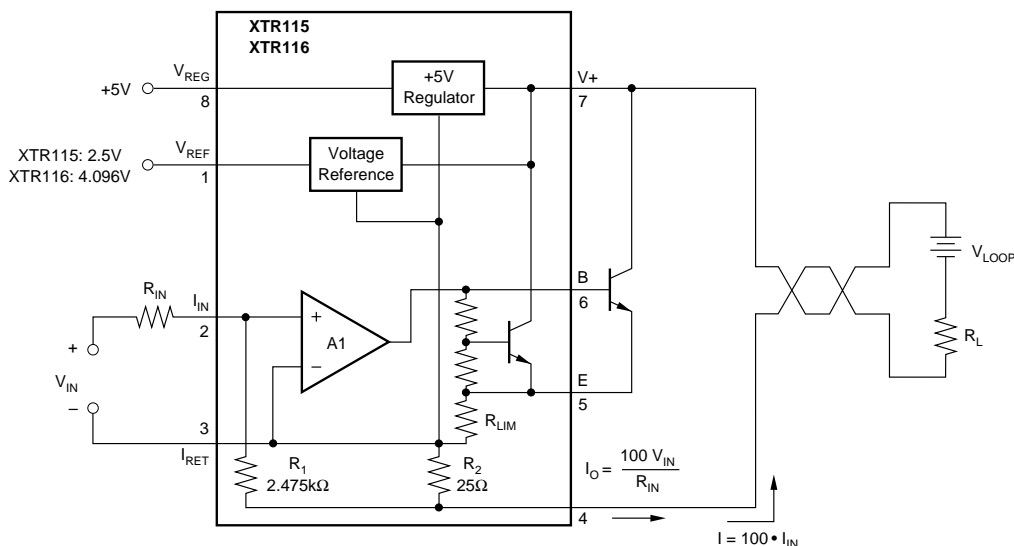 XTR115
XTR116
V_REG
+5V
8
+5V
Regulator
V+
7
XTR115: 2.5V
XTR116: 4.096V
V_REF
1
Voltage
Reference
V_LOOP
R_L
R_IN
I_IN
2
+
A1
–
B
6
+
V_IN
–
E
5
R_LIM
3
I_RET
R_1
2.475kΩ
R_2
25Ω
I_O = 100 V_IN / R_IN
4
I = 100 • I_IN